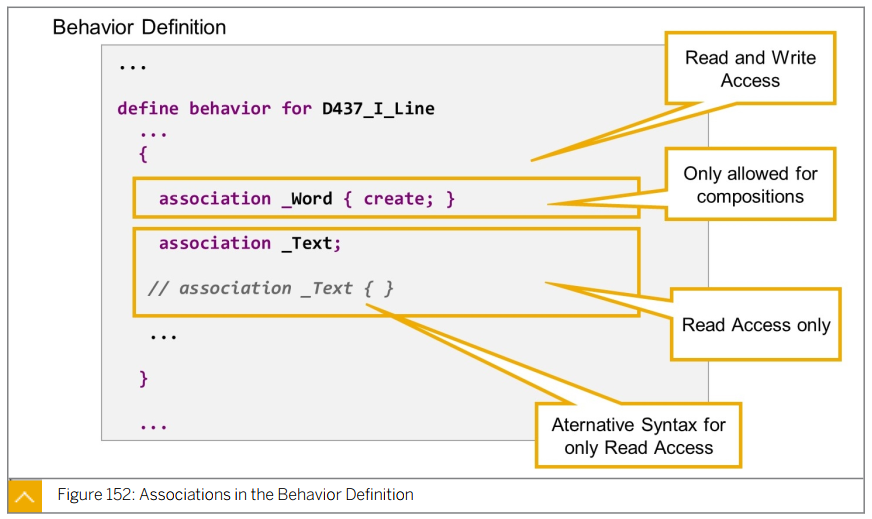 Behavior Definition
...
define behavior for D437_I_Line
...
{
association _Word { create; }
association _Text;
// association _Text { }
...
}
...
Read and Write
Access
Only allowed for
compositions
Read Access only
Aternative Syntax for
only Read Access
Figure 152: Associations in the Behavior Definition